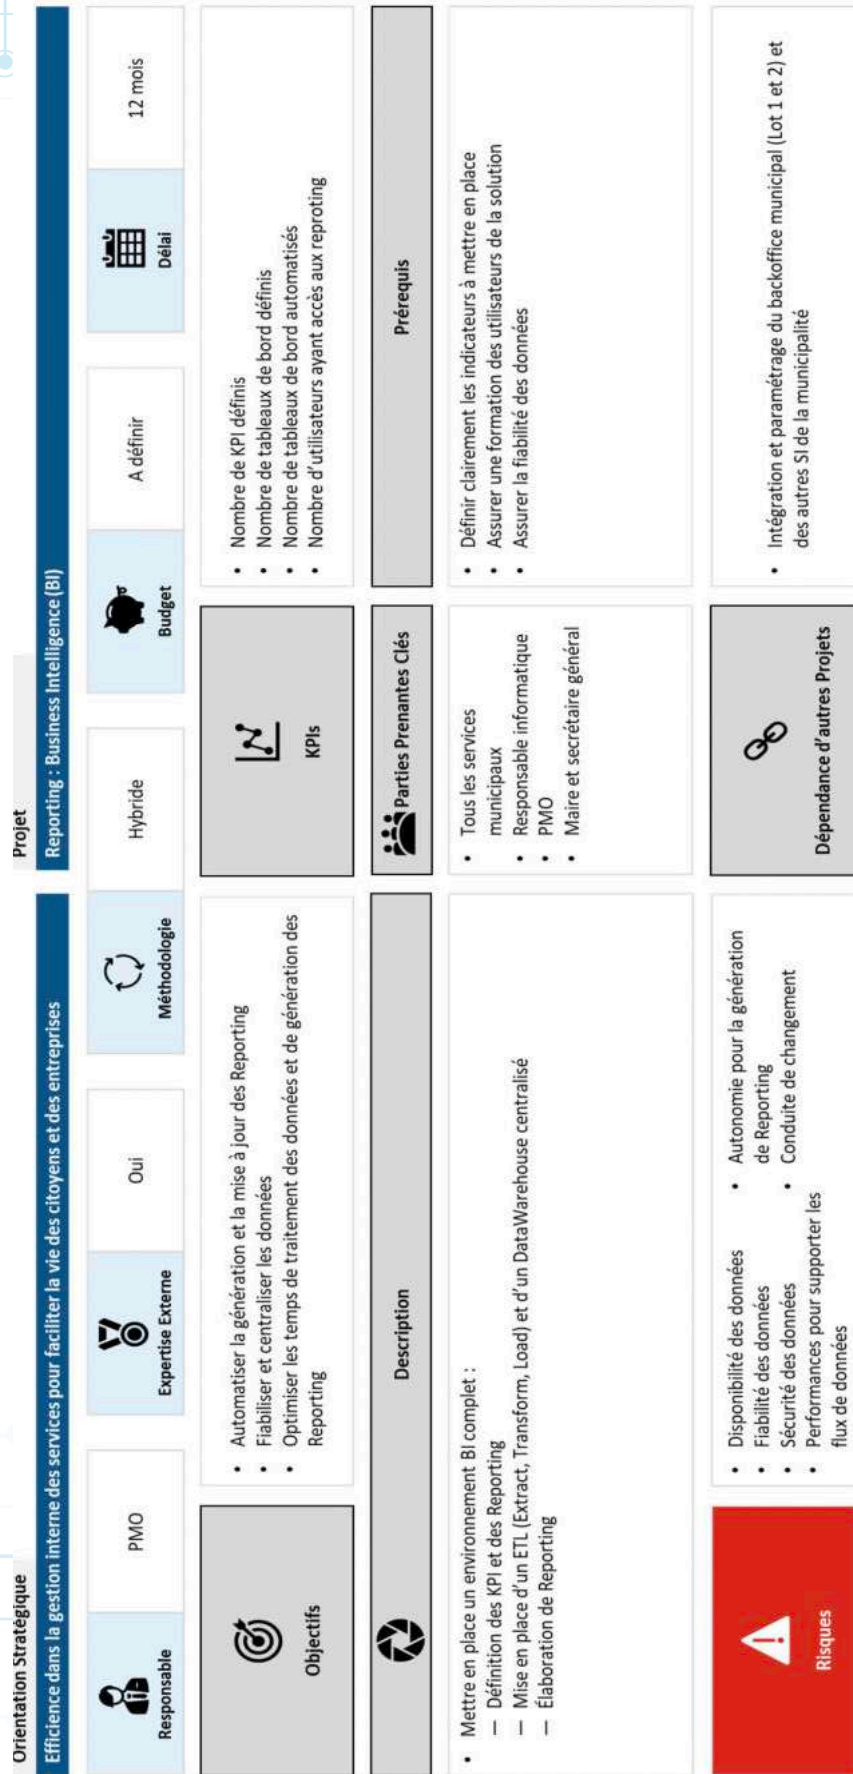 Orientation Stratégique
Projet
Efficience dans la gestion interne des services pour faciliter la vie des citoyens et des entreprises
Reporting : Business Intelligence (BI)
Responsable
PMO
Expertise Externe
Oui
Méthodologie
Hybride
Budget
A définir
Délai
12 mois
Objectifs
• Automatiser la génération et la mise à jour des Reporting
• Fiabiliser et centraliser les données
• Optimiser les temps de traitement des données et de génération des
Reporting
KPIs
• Nombre de KPI définis
• Nombre de tableaux de bord définis
• Nombre de tableaux de bord automatisés
• Nombre d'utilisateurs ayant accès aux reproting
Description
• Mettre en place un environnement BI complet :
— Définition des KPI et des Reporting
— Mise en place d'un ETL (Extract, Transform, Load) et d'un DataWarehouse centralisé
— Élaboration de Reporting
Parties Prenantes Clés
• Tous les services
municipaux
• Responsable informatique
• PMO
• Maire et secrétaire général
Prérequis
• Définir clairement les indicateurs à mettre en place
• Assurer une formation des utilisateurs de la solution
• Assurer la fiabilité des données
Risques
• Disponibilité des données
• Fiabilité des données
• Sécurité des données
• Performances pour supporter les
flux de données
• Autonomie pour la génération
de Reporting
• Conduite de changement
Dépendance d'autres Projets
• Intégration et paramétrage du backoffice municipal (Lot 1 et 2) et
des autres SI de la municipalité